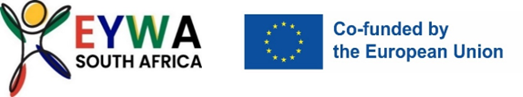 EYWA
SOUTH AFRICA
Co-funded by
the European Union